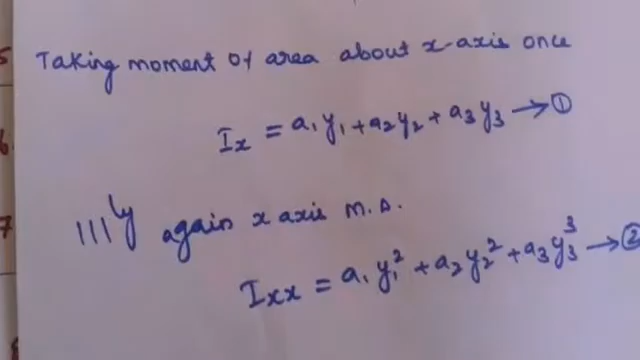 Taking moment of area about x-axis once
Ix = a₁y₁ + a₂y₂ + a₃y₃ → ①
|||ly again x axis M.A.
Ixx = a₁y₁² + a₂y₂² + a₃y₃³ → ②